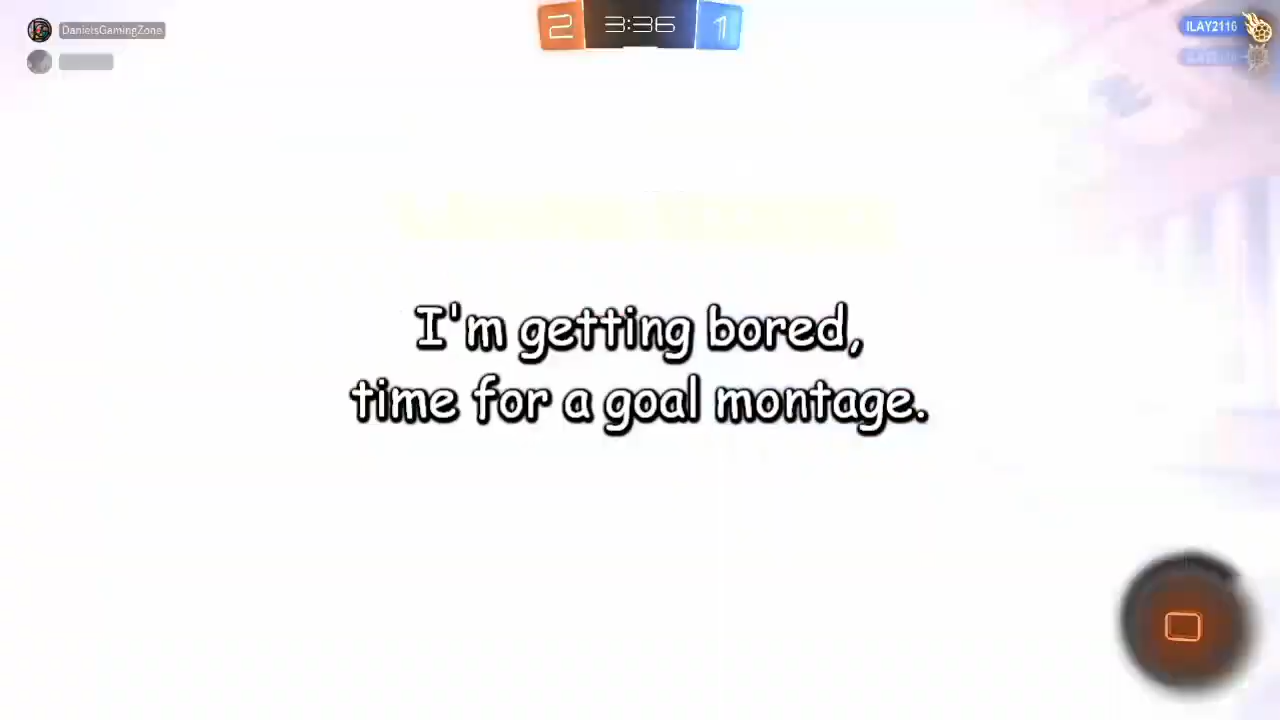 DanielsGamingZone
2 3:36 1
ILAY2116
I'm getting bored,
time for a goal montage.